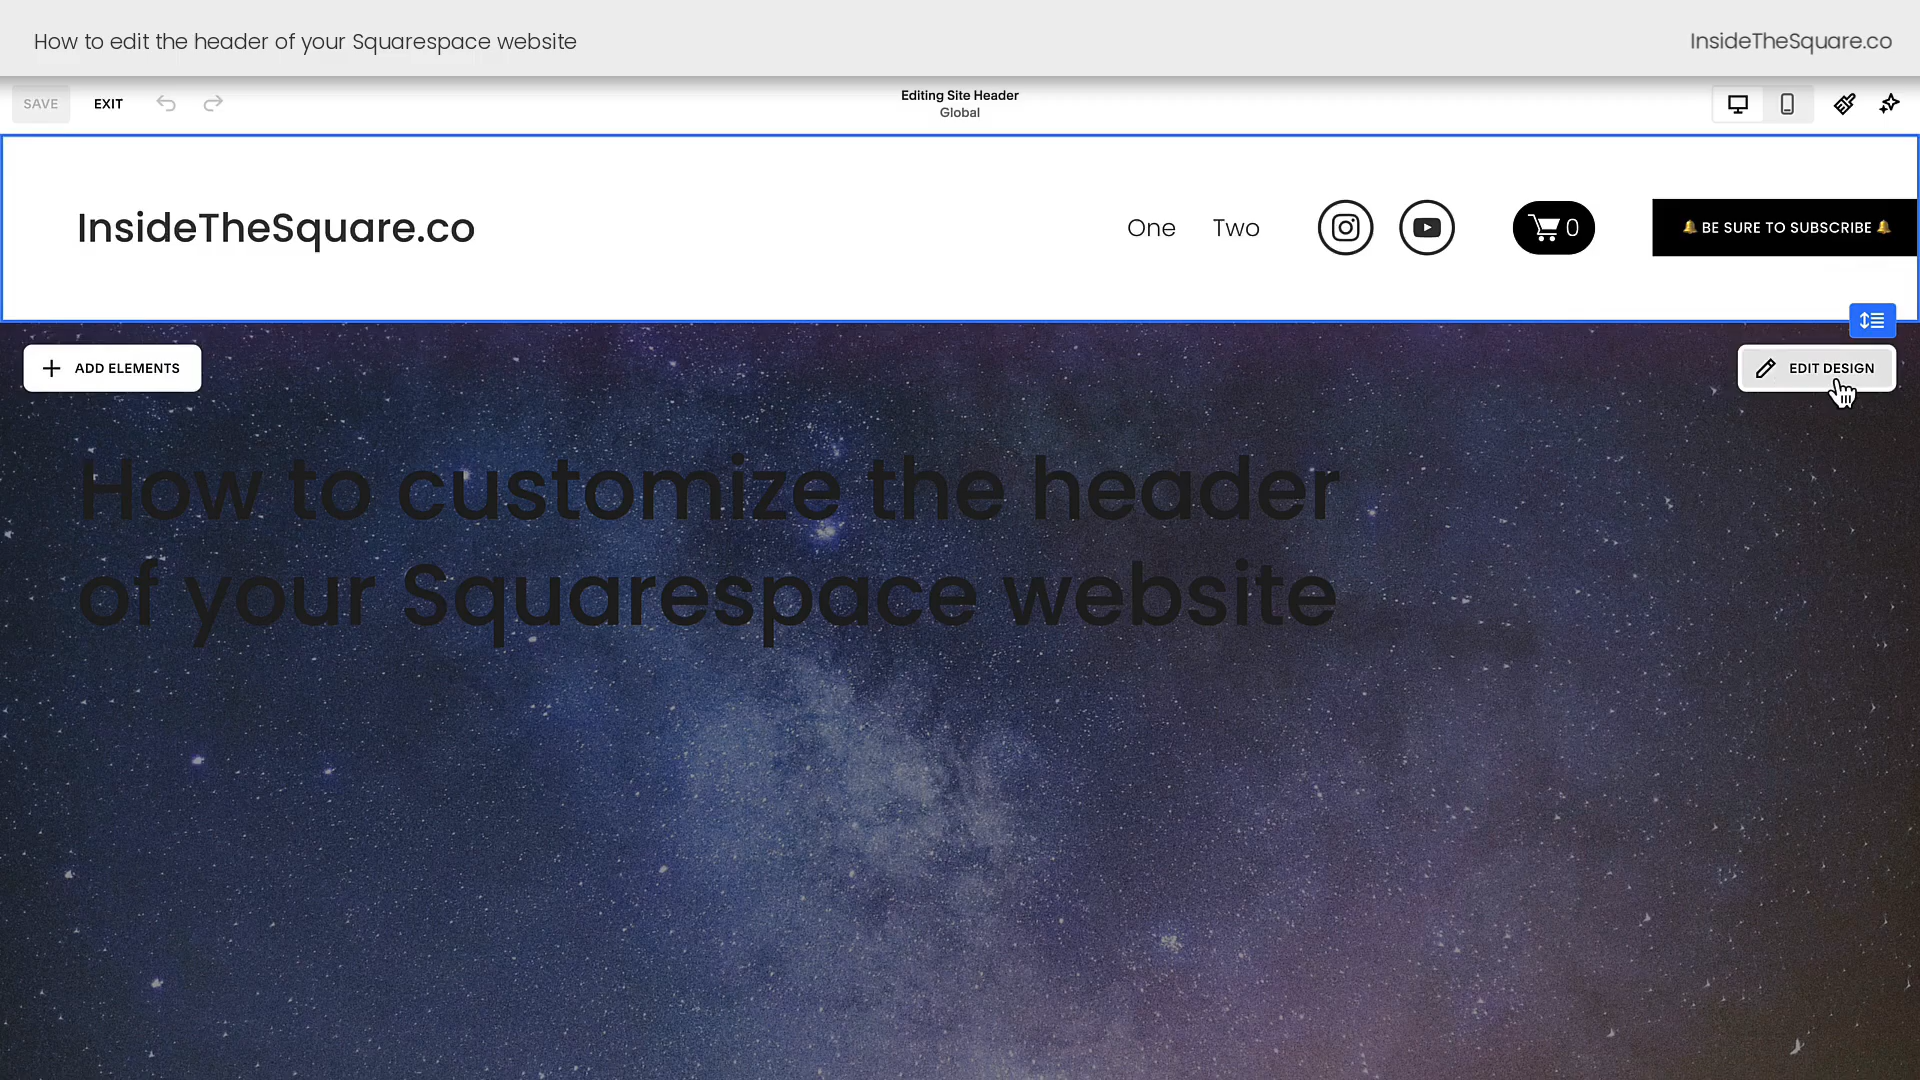 How to edit the header of your Squarespace website
InsideTheSquare.co
SAVE
EXIT
Editing Site Header
Global
InsideTheSquare.co
One
Two
0
🔔 BE SURE TO SUBSCRIBE 🔔
ADD ELEMENTS
EDIT DESIGN
How to customize the header
of your Squarespace website